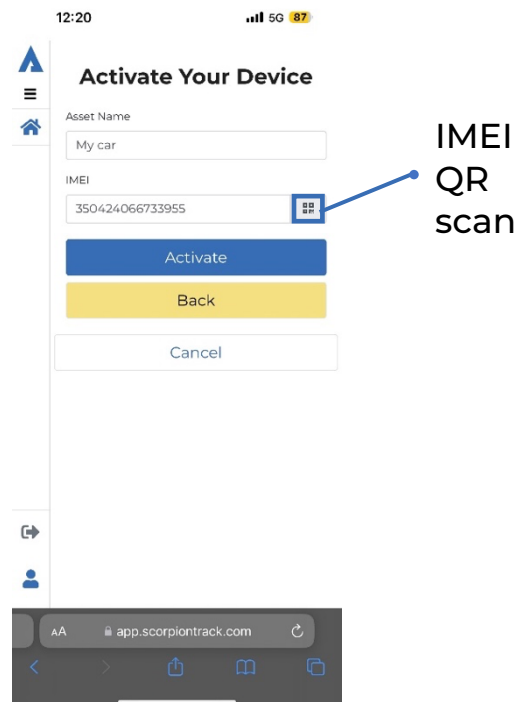 12:20
5G 87
Activate Your Device
Asset Name
My car
IMEI
350424066733955
Activate
Back
Cancel
AA app.scorpiontrack.com
IMEI
QR
scan